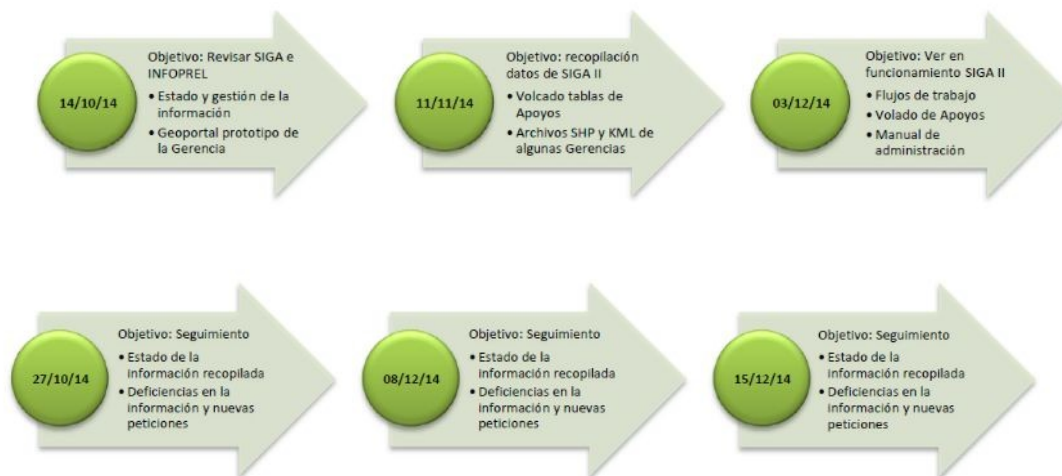 14/10/14
Objetivo: Revisar SIGA e
INFOPREL
• Estado y gestión de la
información
• Geoportal prototipo de
la Gerencia
11/11/14
Objetivo: recopilación
datos de SIGA II
• Volcado tablas de
Apoyos
• Archivos SHP y KML de
algunas Gerencias
03/12/14
Objetivo: Ver en
funcionamiento SIGA II
• Flujos de trabajo
• Volado de Apoyos
• Manual de
administración
27/10/14
Objetivo: Seguimiento
• Estado de la
información recopilada
• Deficiencias en la
información y nuevas
peticiones
08/12/14
Objetivo: Seguimiento
• Estado de la
información recopilada
• Deficiencias en la
información y nuevas
peticiones
15/12/14
Objetivo: Seguimiento
• Estado de la
información recopilada
• Deficiencias en la
información y nuevas
peticiones